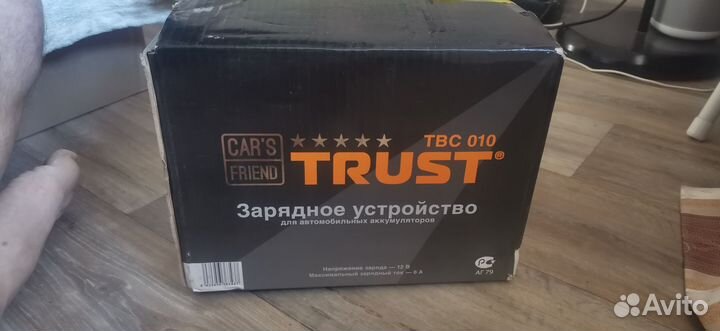 CAR'S
FRIEND
TBC 010
TRUST®
Зарядное устройство
для автомобильных аккумуляторов
Напряжение заряда — 12 В
Максимальный зарядный ток — 6 А
АГ79
Avito